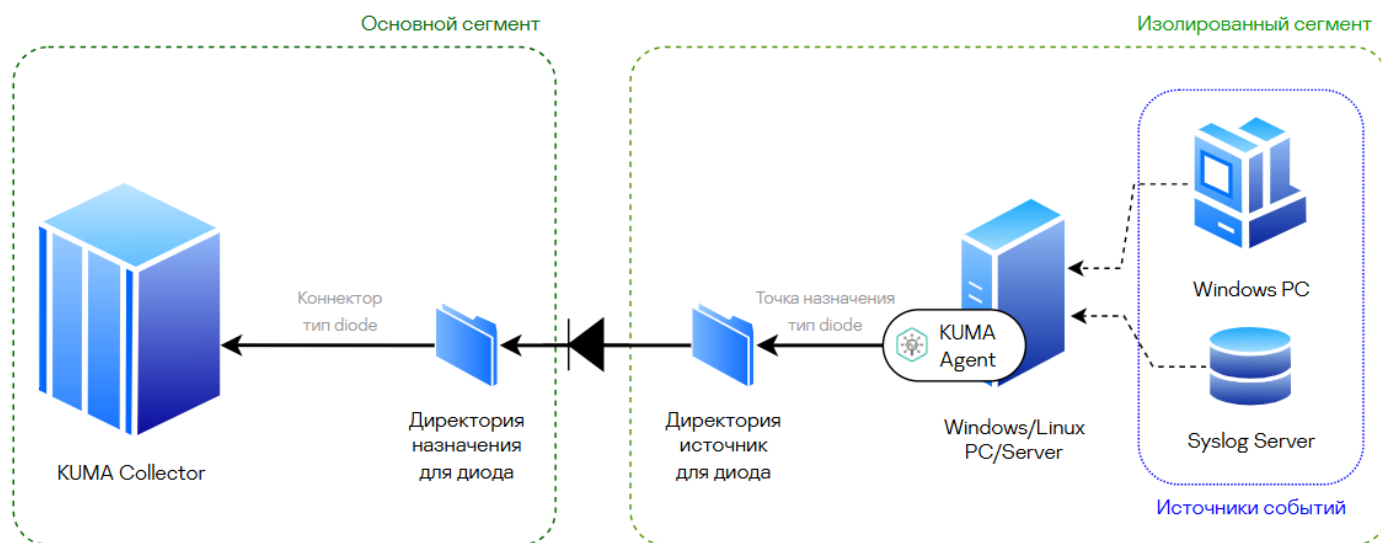 Основной сегмент
Изолированный сегмент
Коннектор
тип diode
Точка назначения
тип diode
KUMA
Agent
Windows PC
Syslog Server
Источники событий
KUMA Collector
Директория
назначения
для диода
Директория
источник
для диода
Windows/Linux
PC/Server